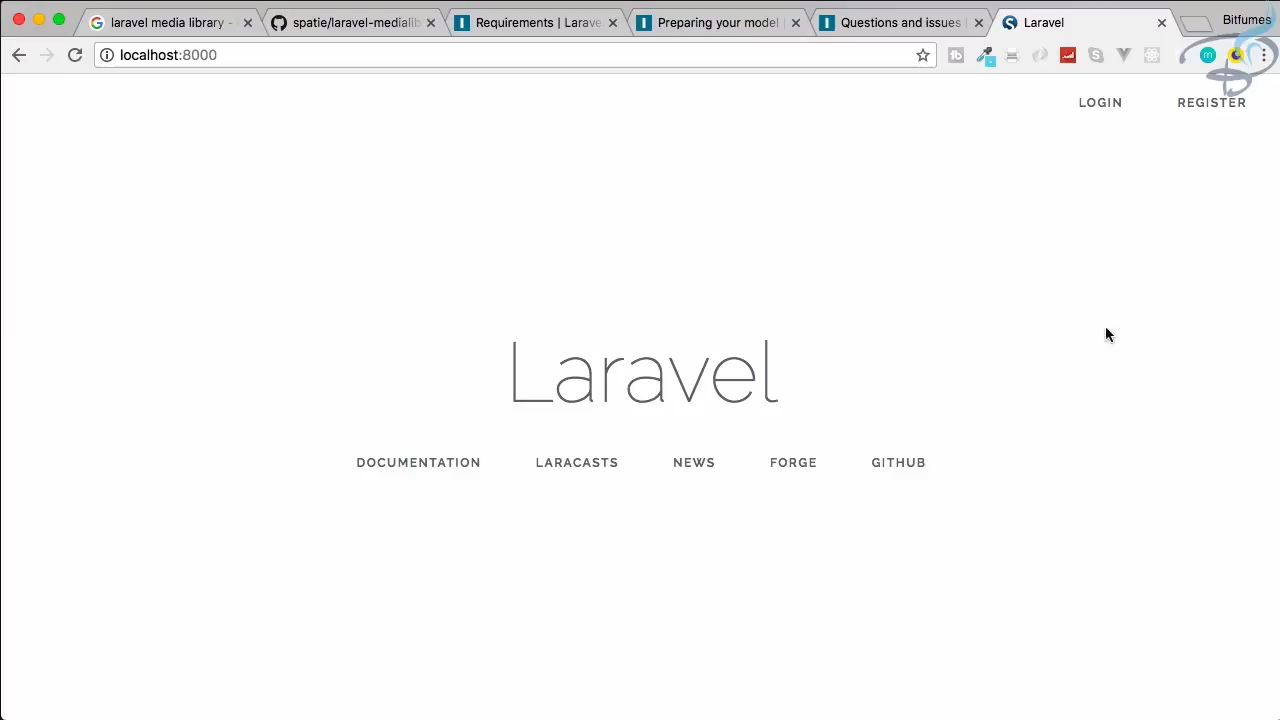 laravel media library -
spatie/laravel-medialib
Requirements | Larave
Preparing your model
Questions and issues
Laravel
Bitfumes
localhost:8000
LOGIN
REGISTER
Laravel
DOCUMENTATION
LARACASTS
NEWS
FORGE
GITHUB